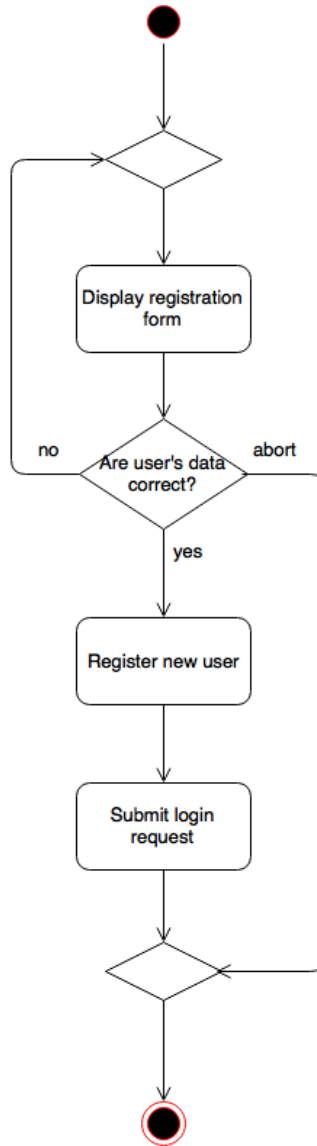 Display registration
form
no
Are user's data
correct?
abort
yes
Register new user
Submit login
request